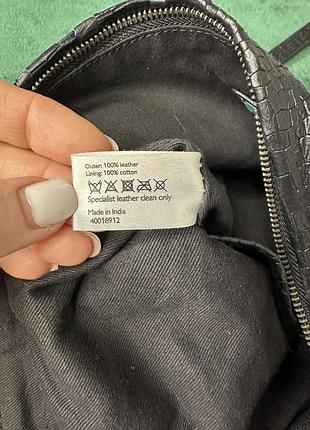 Outer: 100% leather
Lining: 100% cotton
Specialist leather clean only
Made in India
40018912